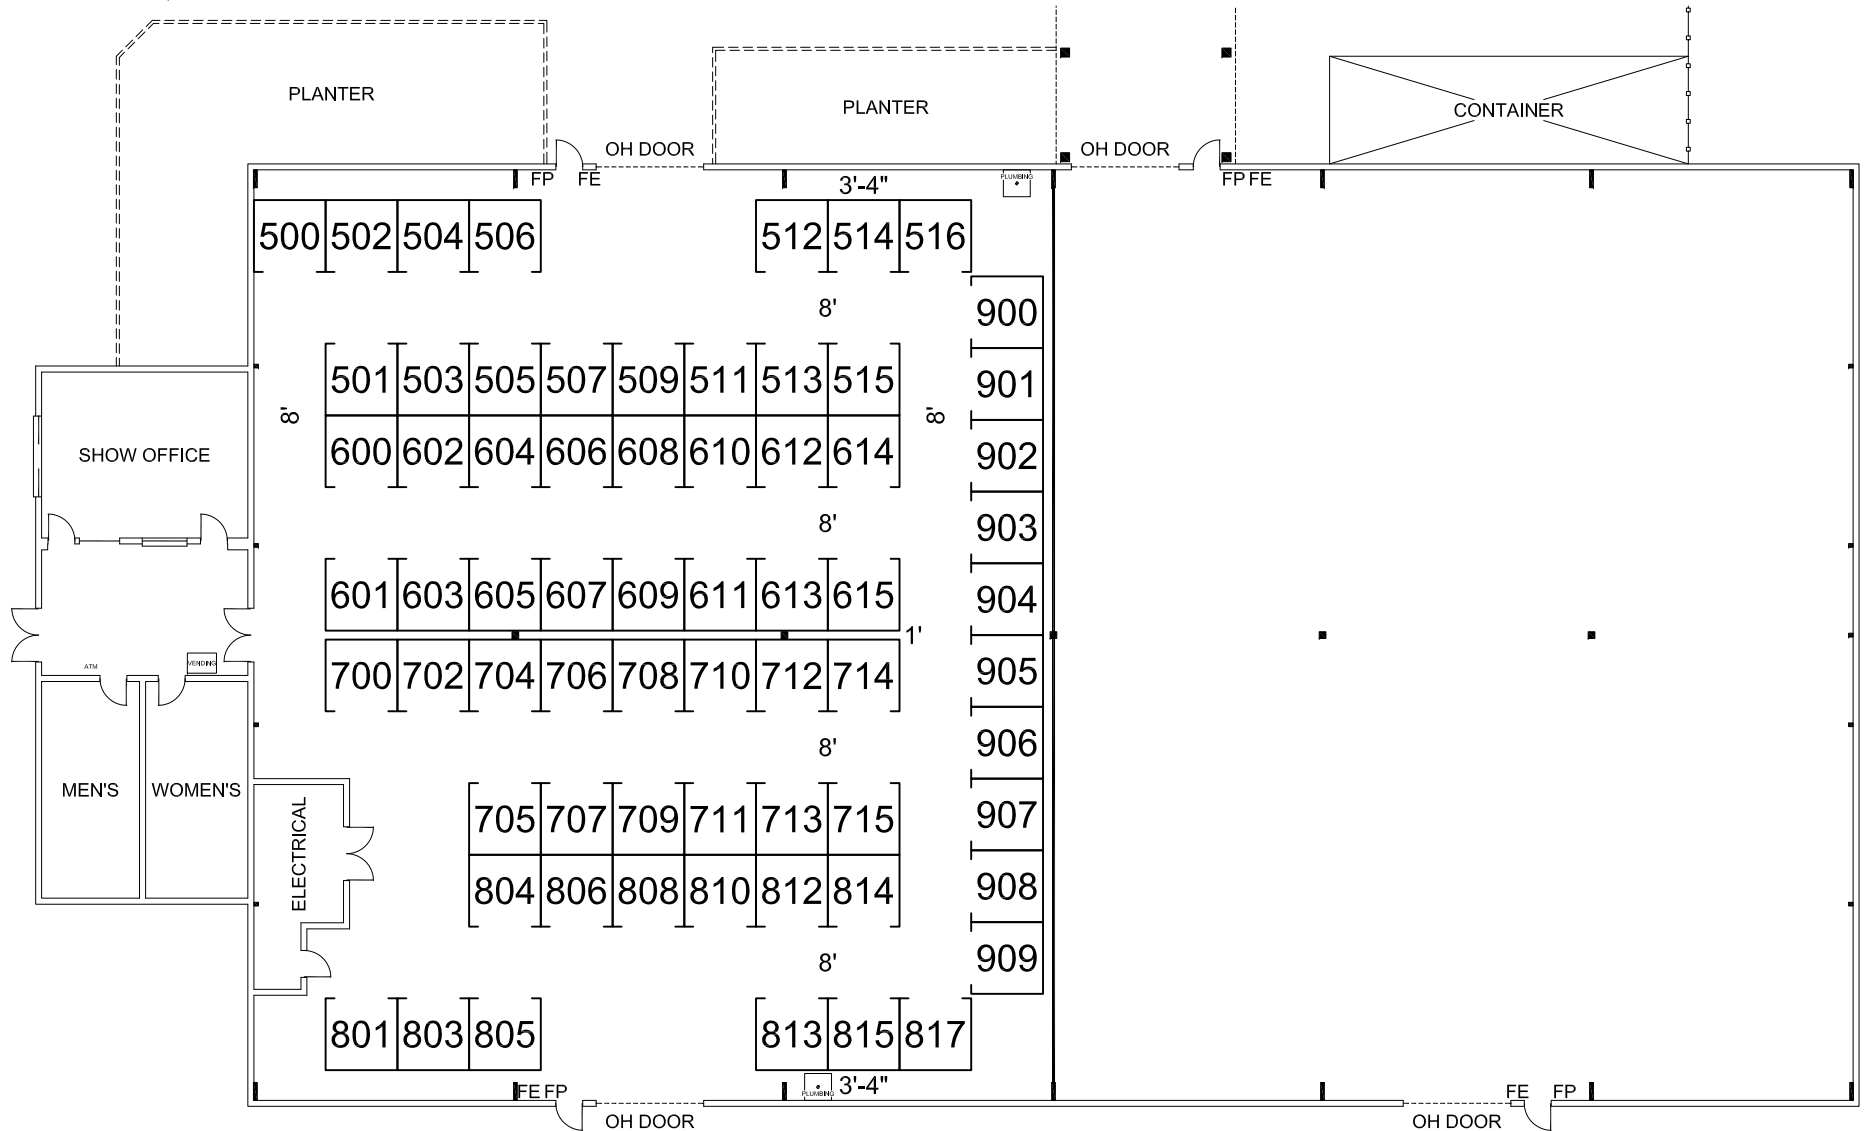 PLANTER
PLANTER
CONTAINER
OH DOOR
OH DOOR
FP FE
3'-4"
PLUMBING
FP FE
500 502 504 506
512 514 516
8'
900
501 503 505 507 509 511 513 515
901
8'
8'
600 602 604 606 608 610 612 614
902
SHOW OFFICE
8'
903
601 603 605 607 609 611 613 615
904
1'
ATM
VENDING
700 702 704 706 708 710 712 714
905
8'
906
MEN'S
WOMEN'S
ELECTRICAL
705 707 709 711 713 715
907
804 806 808 810 812 814
908
8'
909
801 803 805
813 815 817
FE FP
PLUMBING
3'-4"
FE FP
OH DOOR
OH DOOR